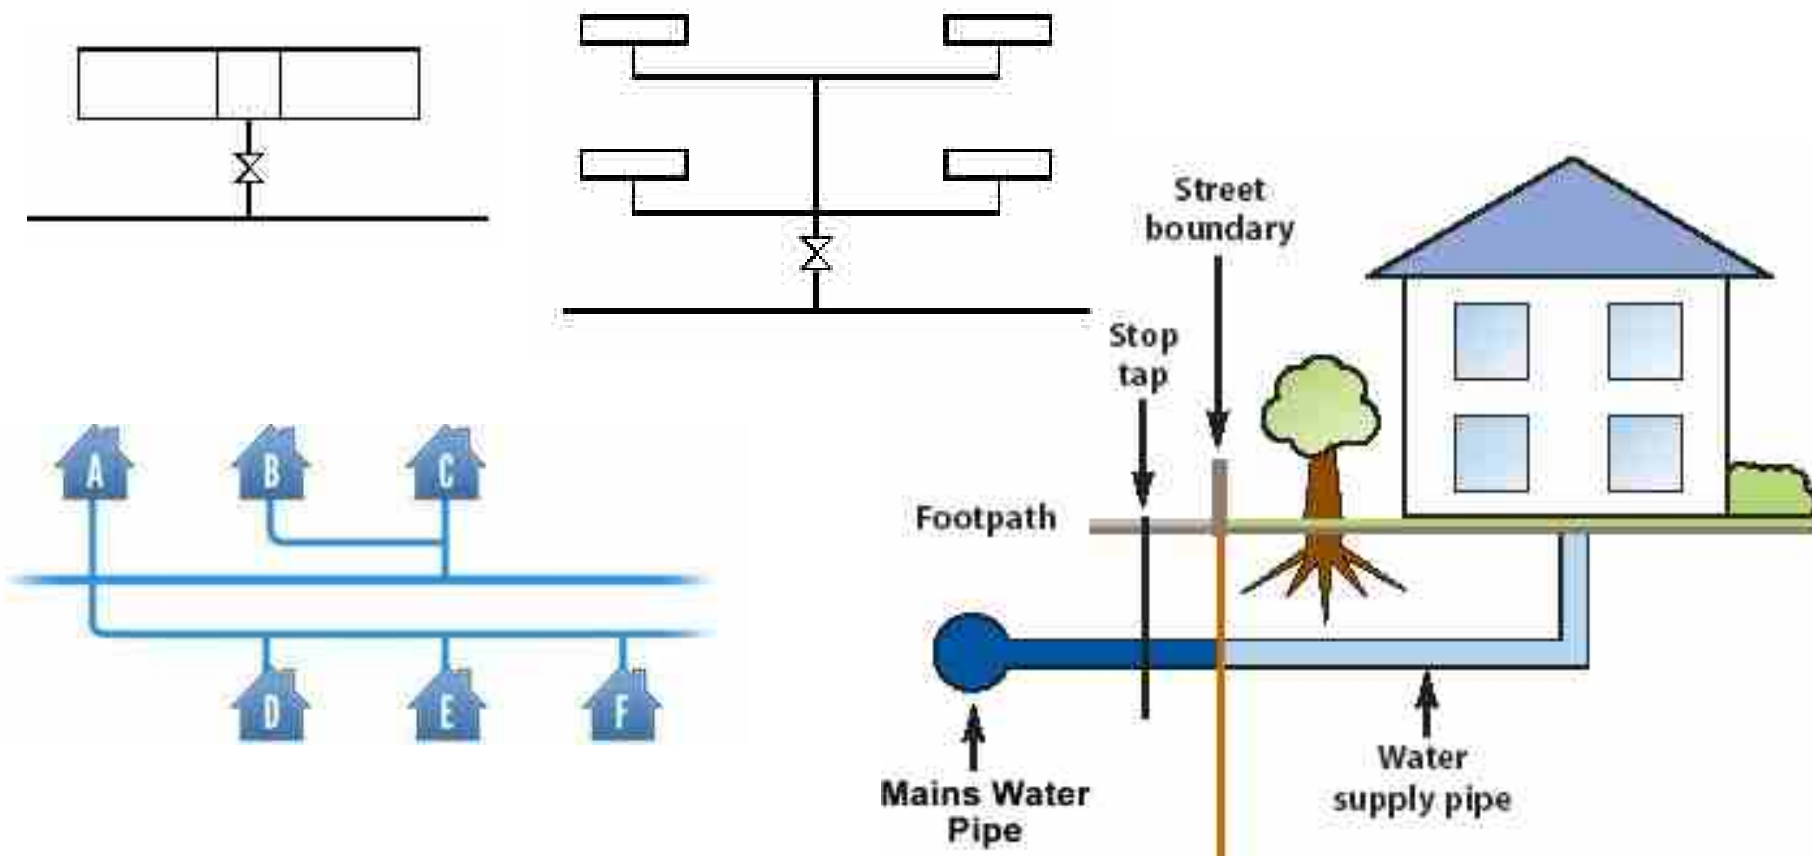 Street
boundary
Stop
tap
A
B
C
Footpath
D
E
F
Mains Water
Pipe
Water
supply pipe